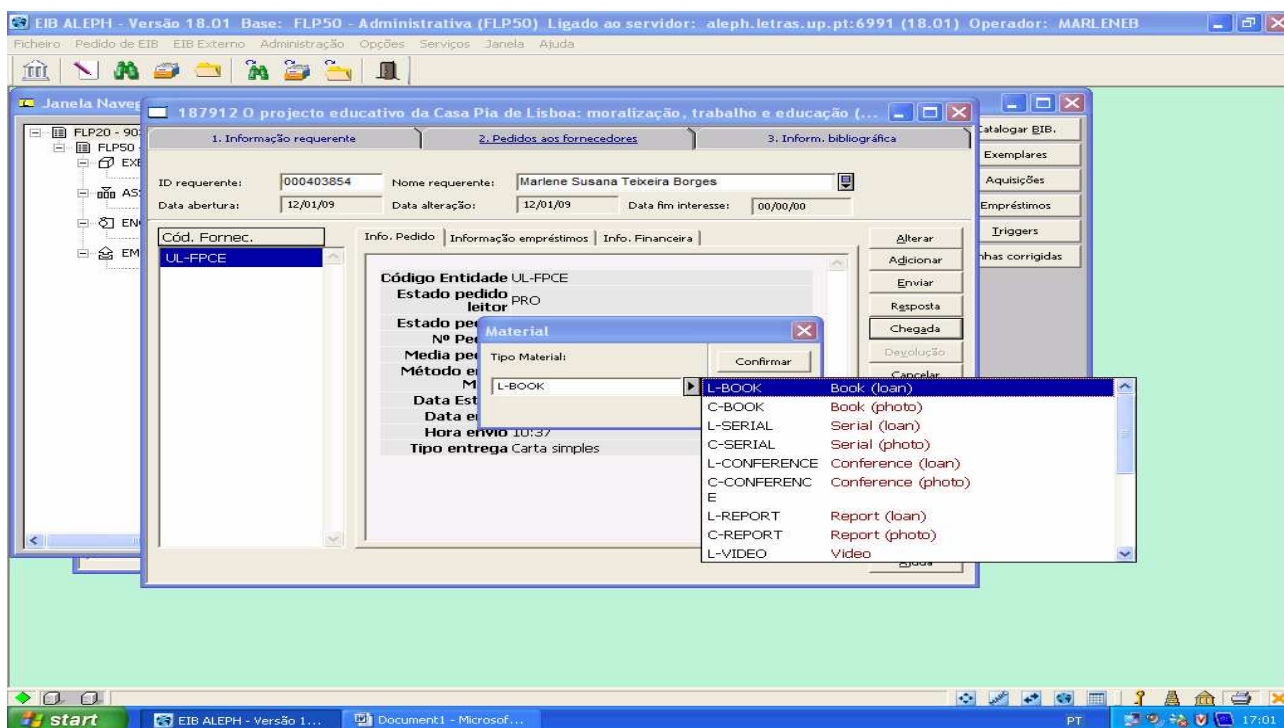 EIB ALEPH - Versão 18.01 Base: FLP50 - Administrativa (FLP50) Ligado ao servidor: aleph.letras.up.pt:6991 (18.01) Operador: MARLENEB
Ficheiro Pedido de EIB EIB Externo Administração Opções Serviços Janela Ajuda
Janela Naveg
187912 O projecto educativo da Casa Pia de Lisboa: moralização, trabalho e educação (...
FLP20 - 90
FLP50
EXE
ASS
ENC
EM
1. Informação requerente
2. Pedidos aos fornecedores
3. Inform. bibliográfica
ID requerente: 000403854 Nome requerente: Marlene Susana Teixeira Borges
Data abertura: 12/01/09 Data alteração: 12/01/09 Data fim interesse: 00/00/00
Cód. Fornec.
UL-FPCE
Info. Pedido Informação empréstimos Info. Financeira
Código Entidade UL-FPCE
Estado pedido leitor PRO
Estado pe
Nº Pe
Media pe
Método e
M
Data Est
Data e
Hora envio 10:37
Tipo entrega Carta simples
Alterar
Adicionar
Enviar
Resposta
Chegada
Devolução
Cancelar
Ajuda
Catalogar BIB.
Exemplares
Aquisições
Empréstimos
Triggers
nhas corrigidas
Material
Tipo Material:
L-BOOK
Confirmar
L-BOOK Book (loan)
C-BOOK Book (photo)
L-SERIAL Serial (loan)
C-SERIAL Serial (photo)
L-CONFERENCE Conference (loan)
C-CONFERENC Conference (photo)
E
L-REPORT Report (loan)
C-REPORT Report (photo)
L-VIDEO Video
start EIB ALEPH - Versão 1... Document1 - Microsof... PT 17:01